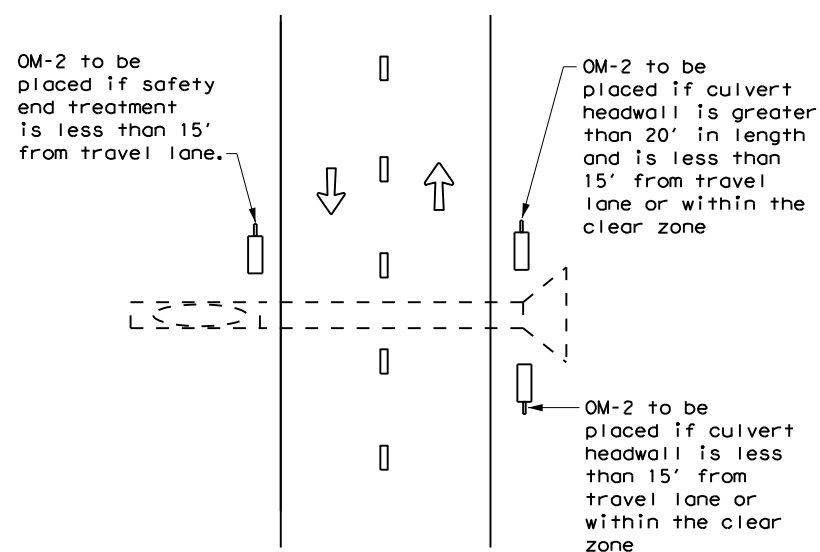 OM-2 to be
placed if safety
end treatment
is less than 15'
from travel lane.
OM-2 to be
placed if culvert
headwall is greater
than 20' in length
and is less than
15' from travel
lane or within the
clear zone
OM-2 to be
placed if culvert
headwall is less
than 15' from
travel lane or
within the clear
zone